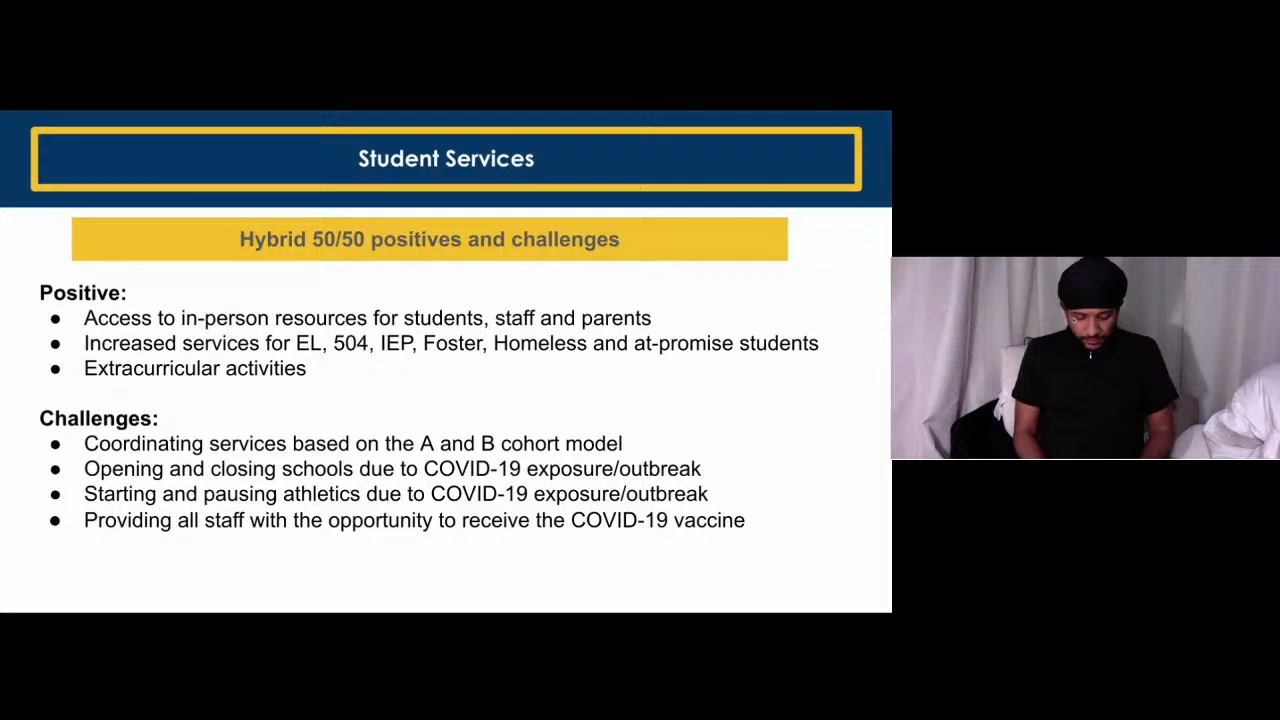 Student Services
Hybrid 50/50 positives and challenges
Positive:
● Access to in-person resources for students, staff and parents
● Increased services for EL, 504, IEP, Foster, Homeless and at-promise students
● Extracurricular activities
Challenges:
● Coordinating services based on the A and B cohort model
● Opening and closing schools due to COVID-19 exposure/outbreak
● Starting and pausing athletics due to COVID-19 exposure/outbreak
● Providing all staff with the opportunity to receive the COVID-19 vaccine